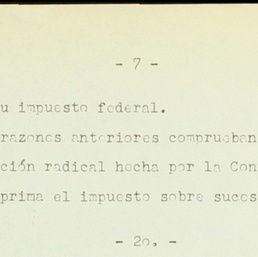 - 7 -
u impuesto federal.
razones anteriores comprueban
ción radical hecha por la Con
prima el impuesto sobre suces
- 2o. -